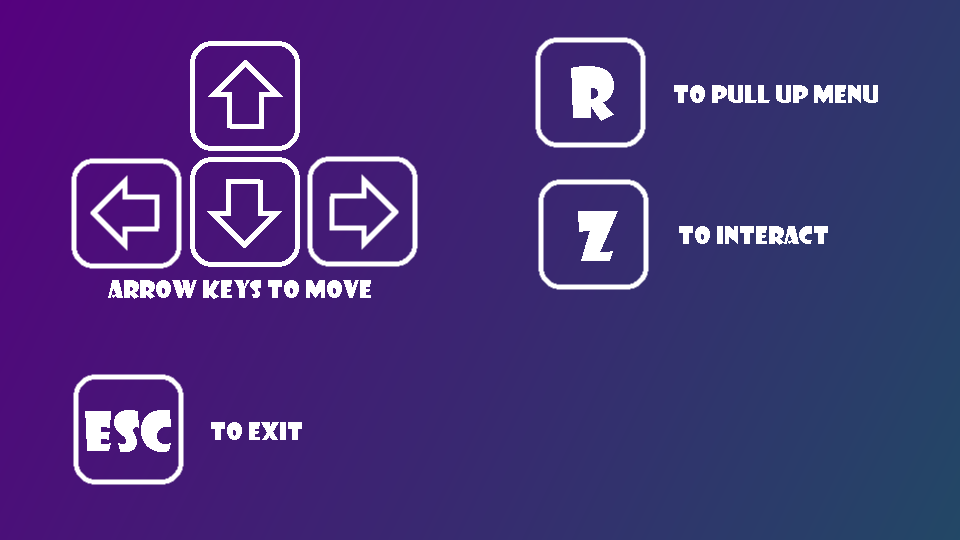 R
TO PULL UP MENU
Z
TO INTERACT
ARROW KEYS TO MOVE
ESC
TO EXIT